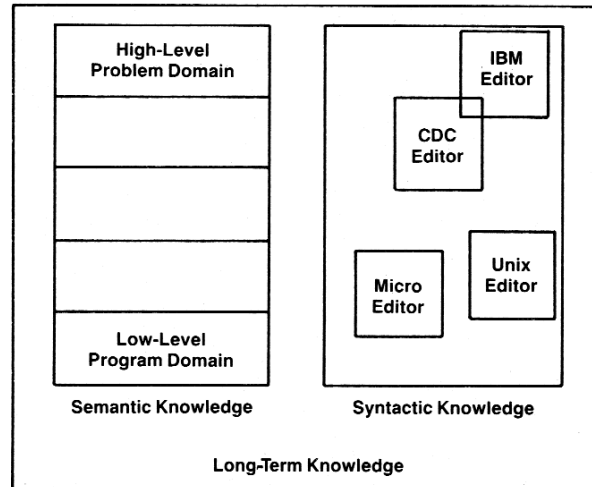 High-Level
Problem Domain
Low-Level
Program Domain
Semantic Knowledge
IBM
Editor
CDC
Editor
Micro
Editor
Unix
Editor
Syntactic Knowledge
Long-Term Knowledge